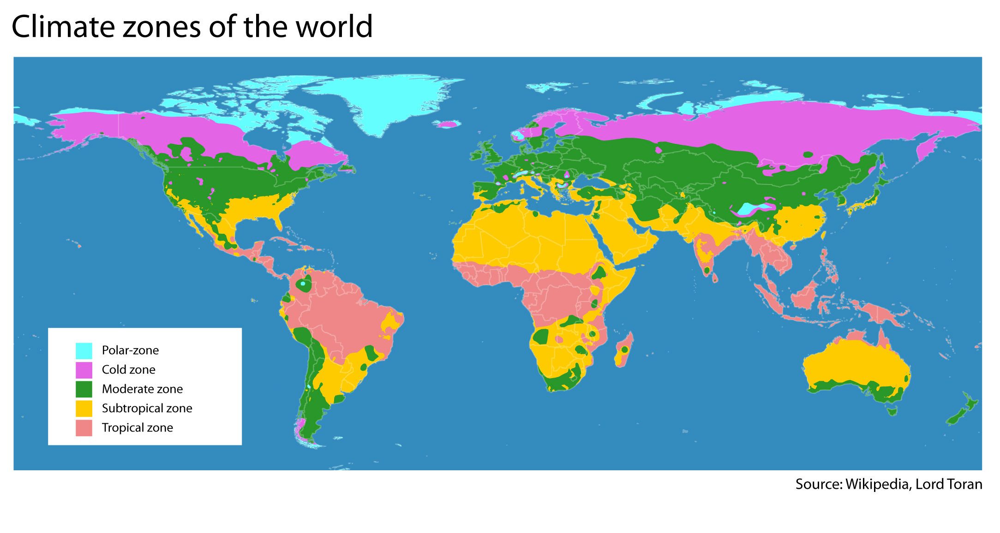 Climate zones of the world
Polar-zone
Cold zone
Moderate zone
Subtropical zone
Tropical zone
Source: Wikipedia, Lord Toran